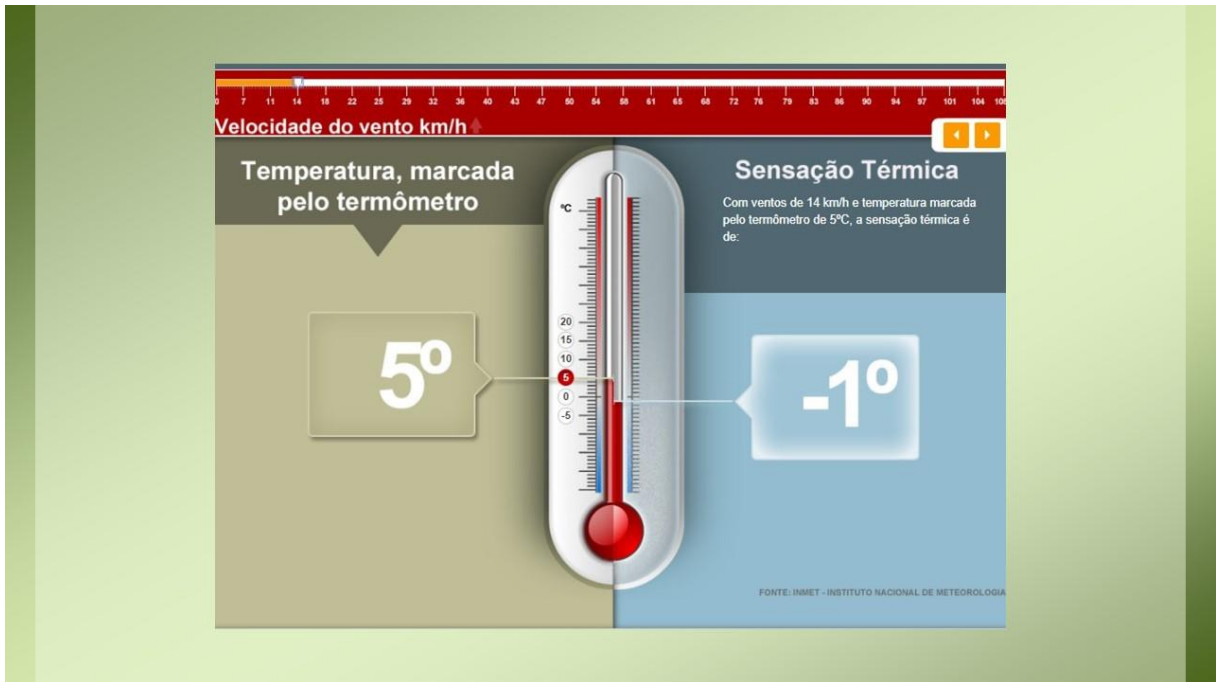 0 7 11 14 18 22 25 29 32 36 40 43 47 50 54 58 61 65 68 72 76 79 83 86 90 94 97 101 104 108
Velocidade do vento km/h
Temperatura, marcada
pelo termômetro
Sensação Térmica
Com ventos de 14 km/h e temperatura marcada
pelo termômetro de 5ºC, a sensação térmica é
de:
ºC
20
15
10
5
0
-5
5º
-1º
FONTE: INMET - INSTITUTO NACIONAL DE METEOROLOGIA